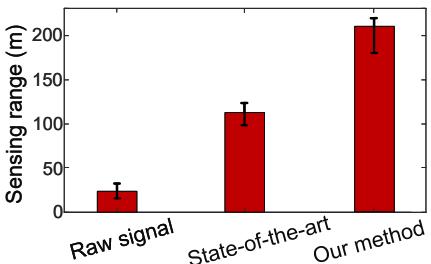 Sensing range (m)
200
150
100
50
0
Raw signal
State-of-the-art
Our method